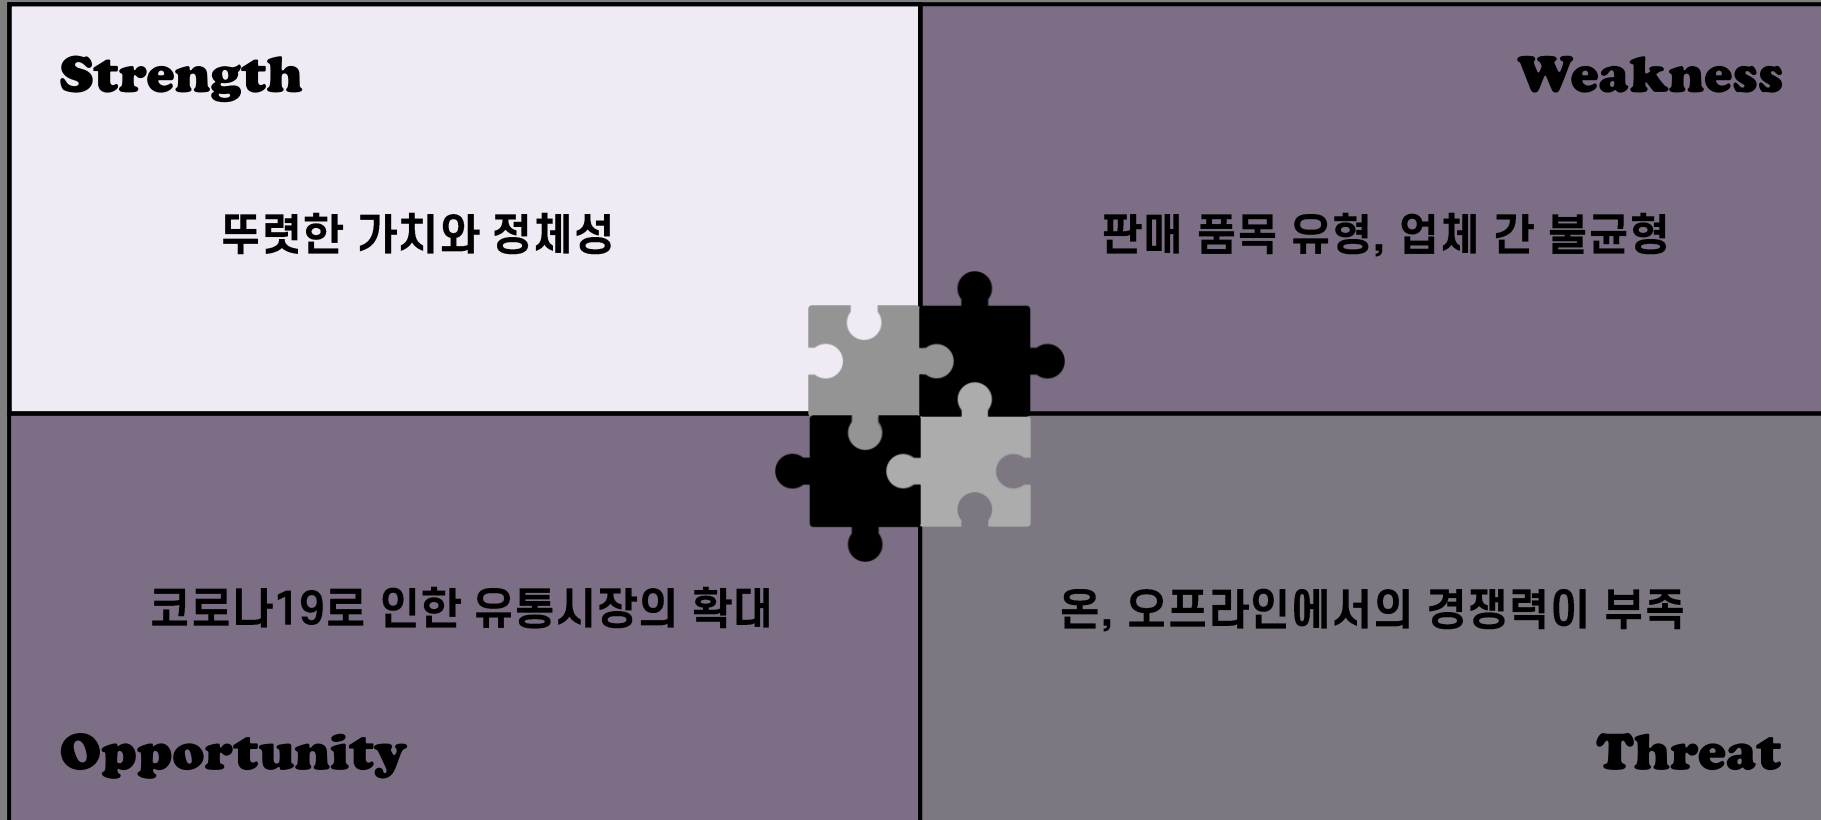 Strength
뚜렷한 가치와 정체성
Weakness
판매 품목 유형, 업체 간 불균형
코로나19로 인한 유통시장의 확대
Opportunity
온, 오프라인에서의 경쟁력이 부족
Threat